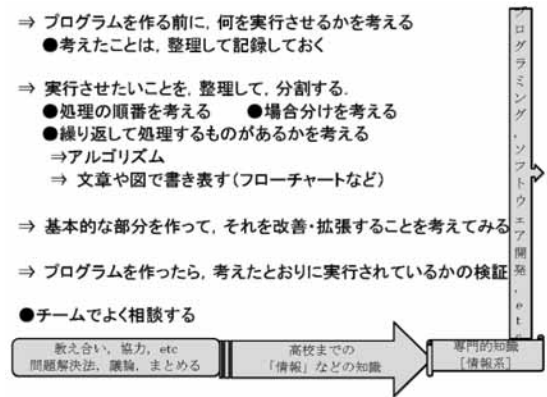 ⇒ プログラムを作る前に，何を実行させるかを考える
●考えたことは，整理して記録しておく
⇒ 実行させたいことを，整理して，分割する．
●処理の順番を考える　●場合分けを考える
●繰り返して処理するものがあるかを考える
⇒アルゴリズム
⇒ 文章や図で書き表す（フローチャートなど）
⇒ 基本的な部分を作って，それを改善・拡張することを考えてみる
⇒ プログラムを作ったら，考えたとおりに実行されているかの検証
●チームでよく相談する
教え合い，協力，etc
問題解決法，議論，まとめる
高校までの
「情報」などの知識
専門的知識
［情報系］
プログラミング，ソフトウェア開発，etc